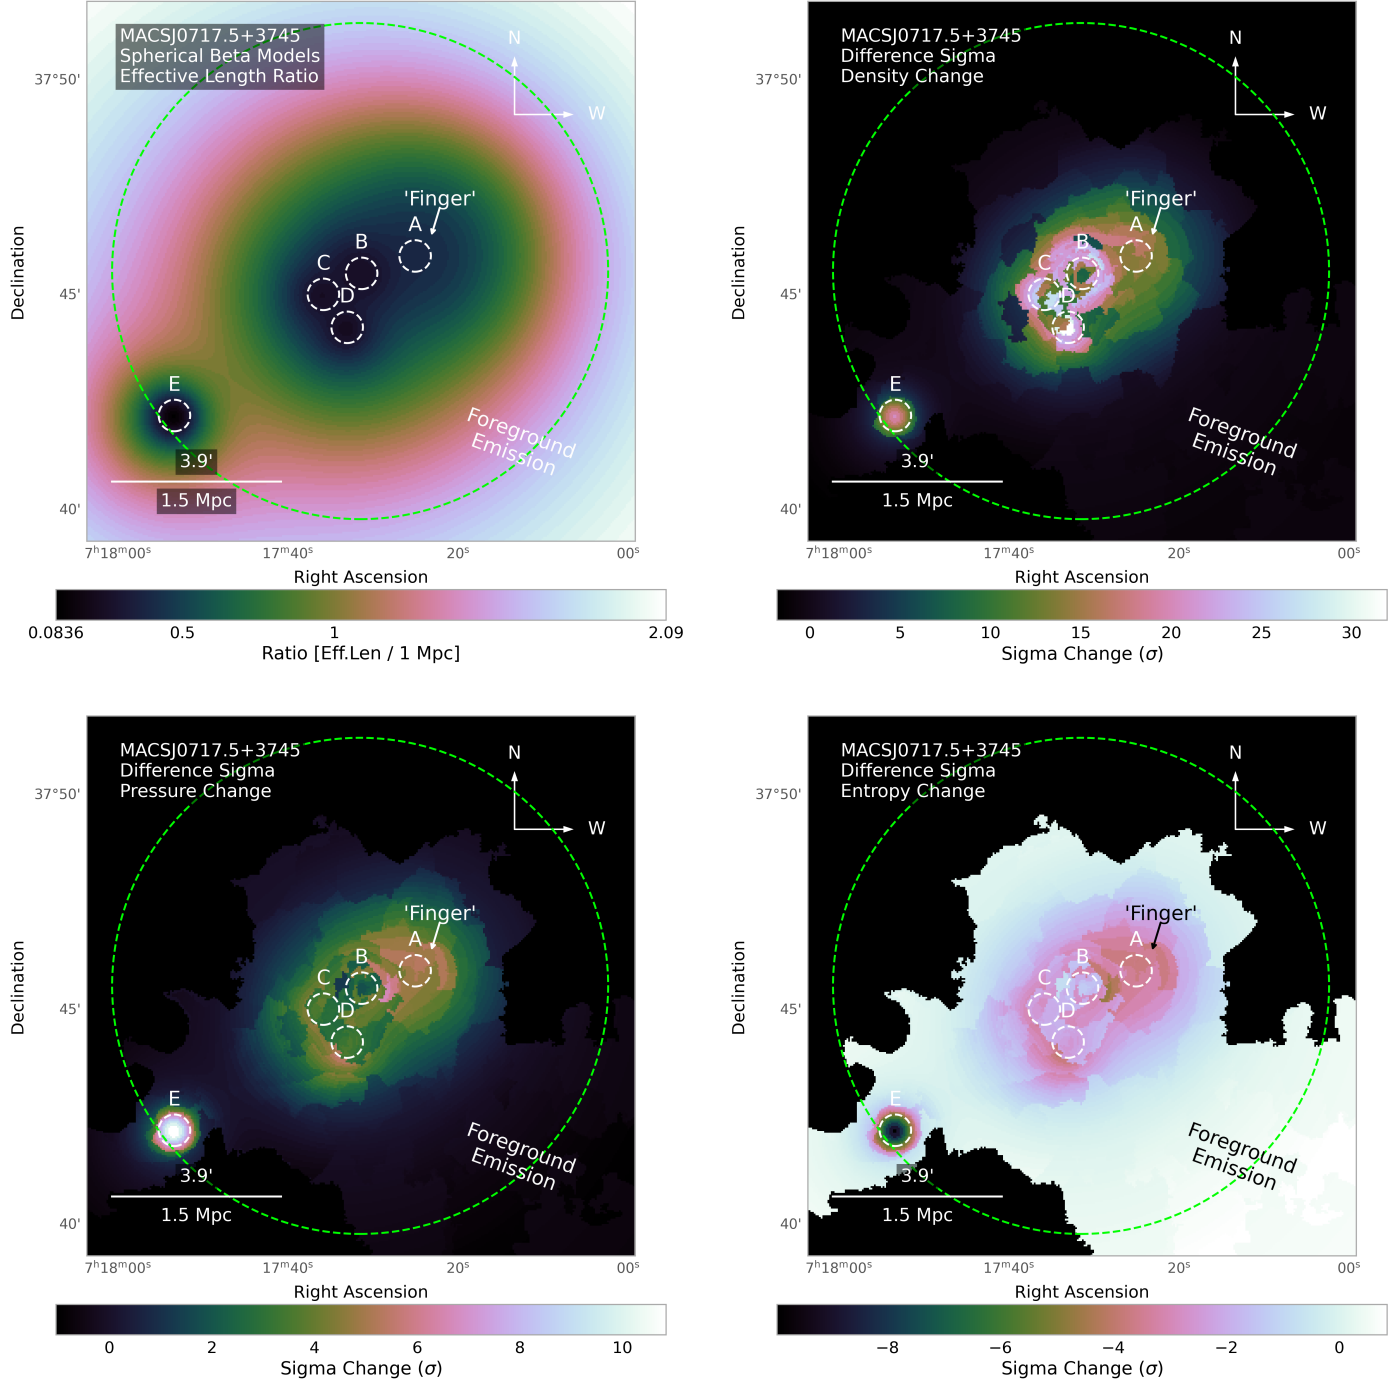 MACSJ0717.5+3745
Spherical Beta Models
Effective Length Ratio
N
W
'Finger'
A
B
C
D
E
Foreground
Emission
3.9'
1.5 Mpc
37°50'
45'
40'
Declination
7ʰ18ᵐ00ˢ 17ᵐ40ˢ 20ˢ 00ˢ
Right Ascension
0.0836 0.5 1 2.09
Ratio [Eff.Len / 1 Mpc]
MACSJ0717.5+3745
Difference Sigma
Density Change
N
W
'Finger'
A
B
C
D
E
Foreground
Emission
3.9'
1.5 Mpc
37°50'
45'
40'
Declination
7ʰ18ᵐ00ˢ 17ᵐ40ˢ 20ˢ 00ˢ
Right Ascension
0 5 10 15 20 25 30
Sigma Change (σ)
MACSJ0717.5+3745
Difference Sigma
Pressure Change
N
W
'Finger'
A
B
C
D
E
Foreground
Emission
3.9'
1.5 Mpc
37°50'
45'
40'
Declination
7ʰ18ᵐ00ˢ 17ᵐ40ˢ 20ˢ 00ˢ
Right Ascension
0 2 4 6 8 10
Sigma Change (σ)
MACSJ0717.5+3745
Difference Sigma
Entropy Change
N
W
'Finger'
A
B
C
D
E
Foreground
Emission
3.9'
1.5 Mpc
37°50'
45'
40'
Declination
7ʰ18ᵐ00ˢ 17ᵐ40ˢ 20ˢ 00ˢ
Right Ascension
−8 −6 −4 −2 0
Sigma Change (σ)